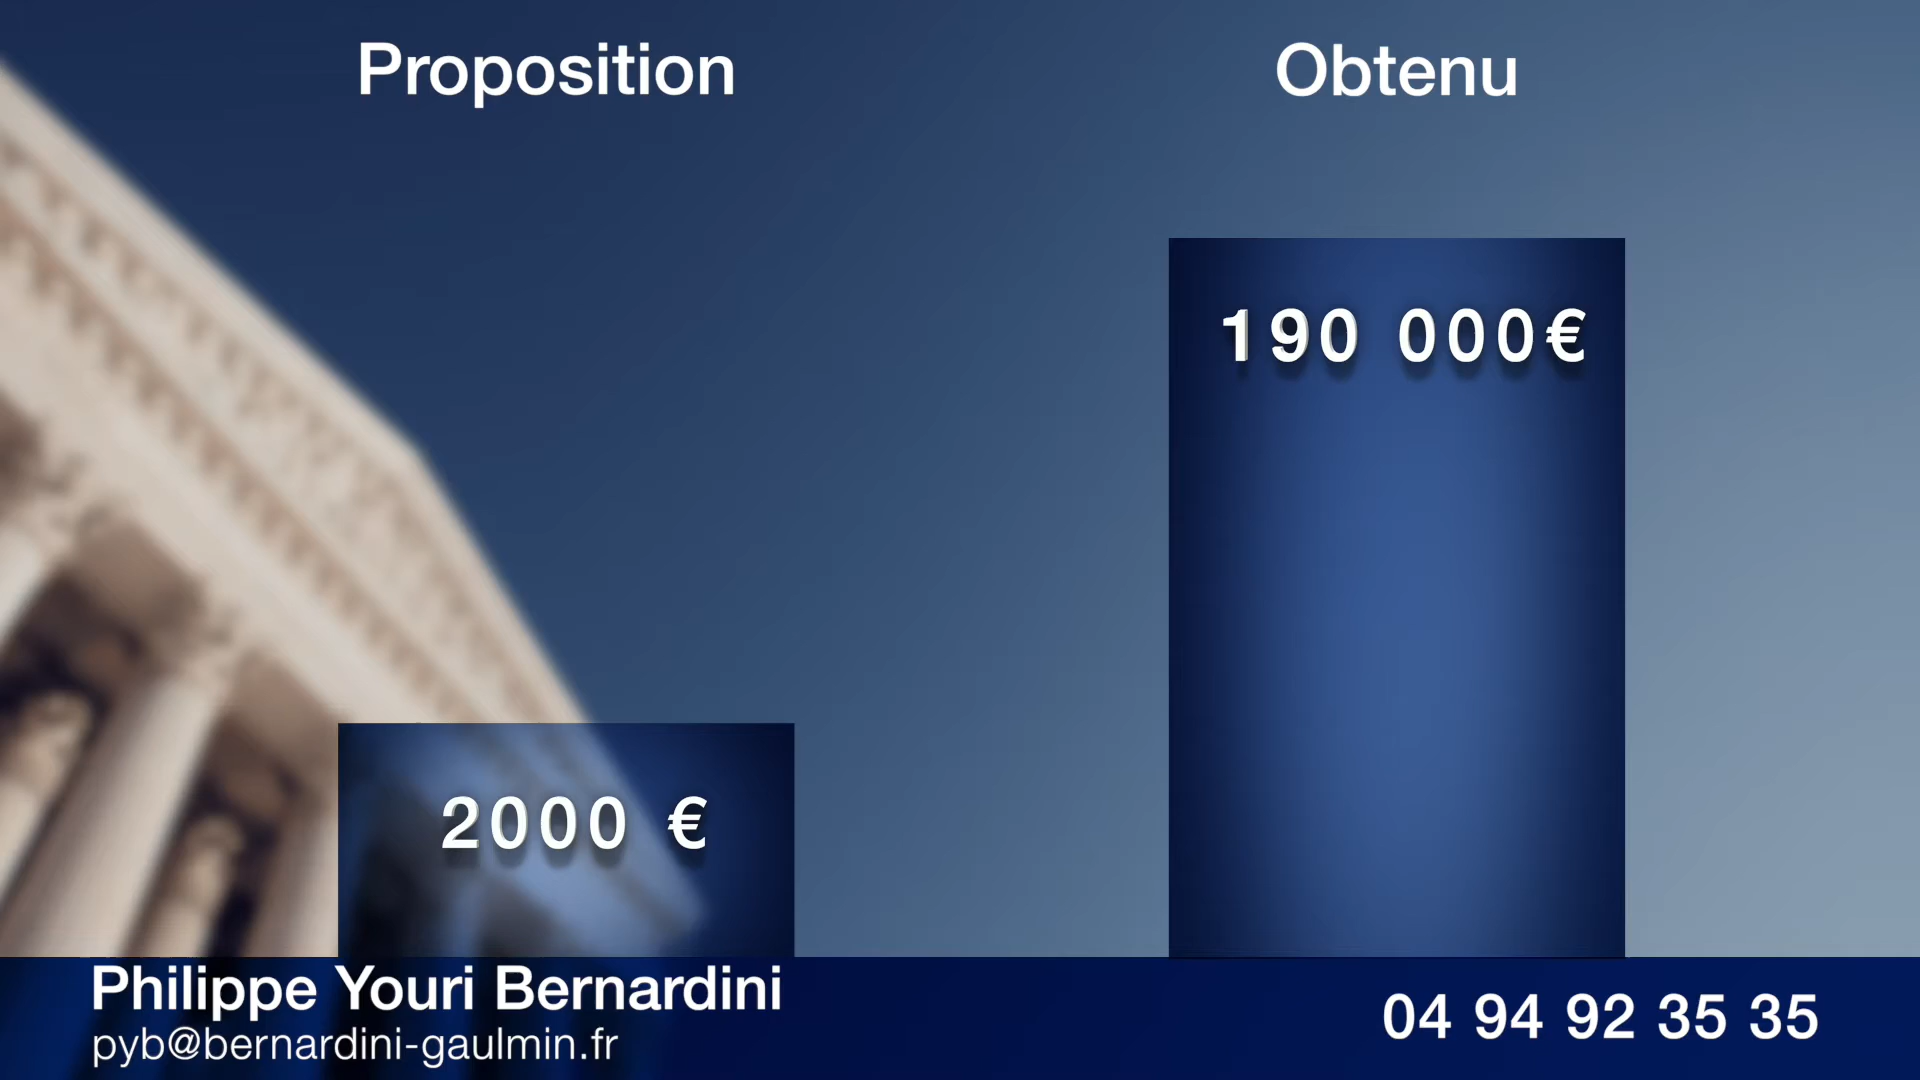 Proposition
Obtenu
190 000€
2000 €
Philippe Youri Bernardini
pyb@bernardini-gaulmin.fr
04 94 92 35 35